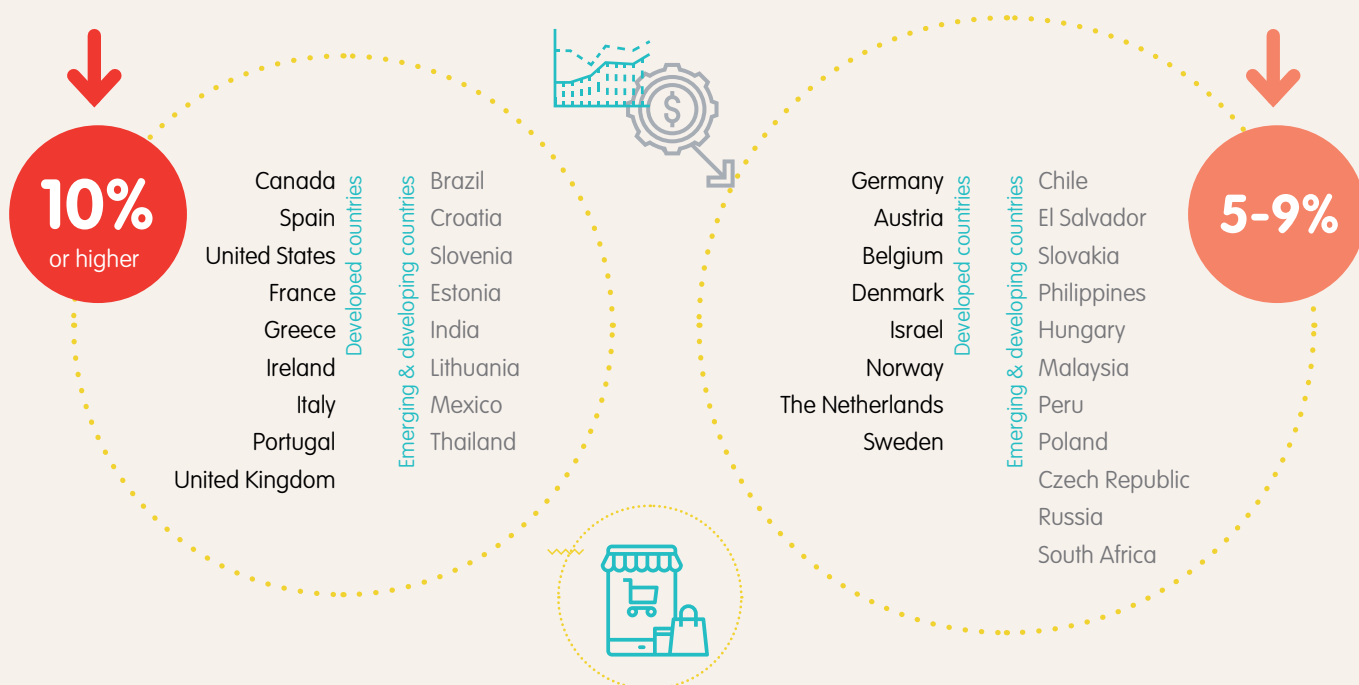 10%
or higher
Developed countries
Canada
Spain
United States
France
Greece
Ireland
Italy
Portugal
United Kingdom
Emerging & developing countries
Brazil
Croatia
Slovenia
Estonia
India
Lithuania
Mexico
Thailand
$
5-9%
Developed countries
Germany
Austria
Belgium
Denmark
Israel
Norway
The Netherlands
Sweden
Emerging & developing countries
Chile
El Salvador
Slovakia
Philippines
Hungary
Malaysia
Peru
Poland
Czech Republic
Russia
South Africa